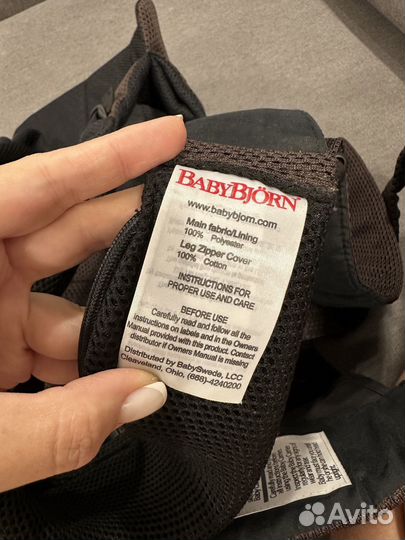 BABYBJÖRN
www.babybjorn.com
Main fabric/Lining
100% Polyester
Leg Zipper Cover
100% Cotton
INSTRUCTIONS FOR
PROPER USE AND CARE
BEFORE USE
Carefully read and follow all the
instructions on labels and in the Owners
Manual provided with this product. Contact
distributor if Owners Manual is missing
Distributed by BabySwede, LCC
Cleaveland, Ohio, (668)-4240200
Avito